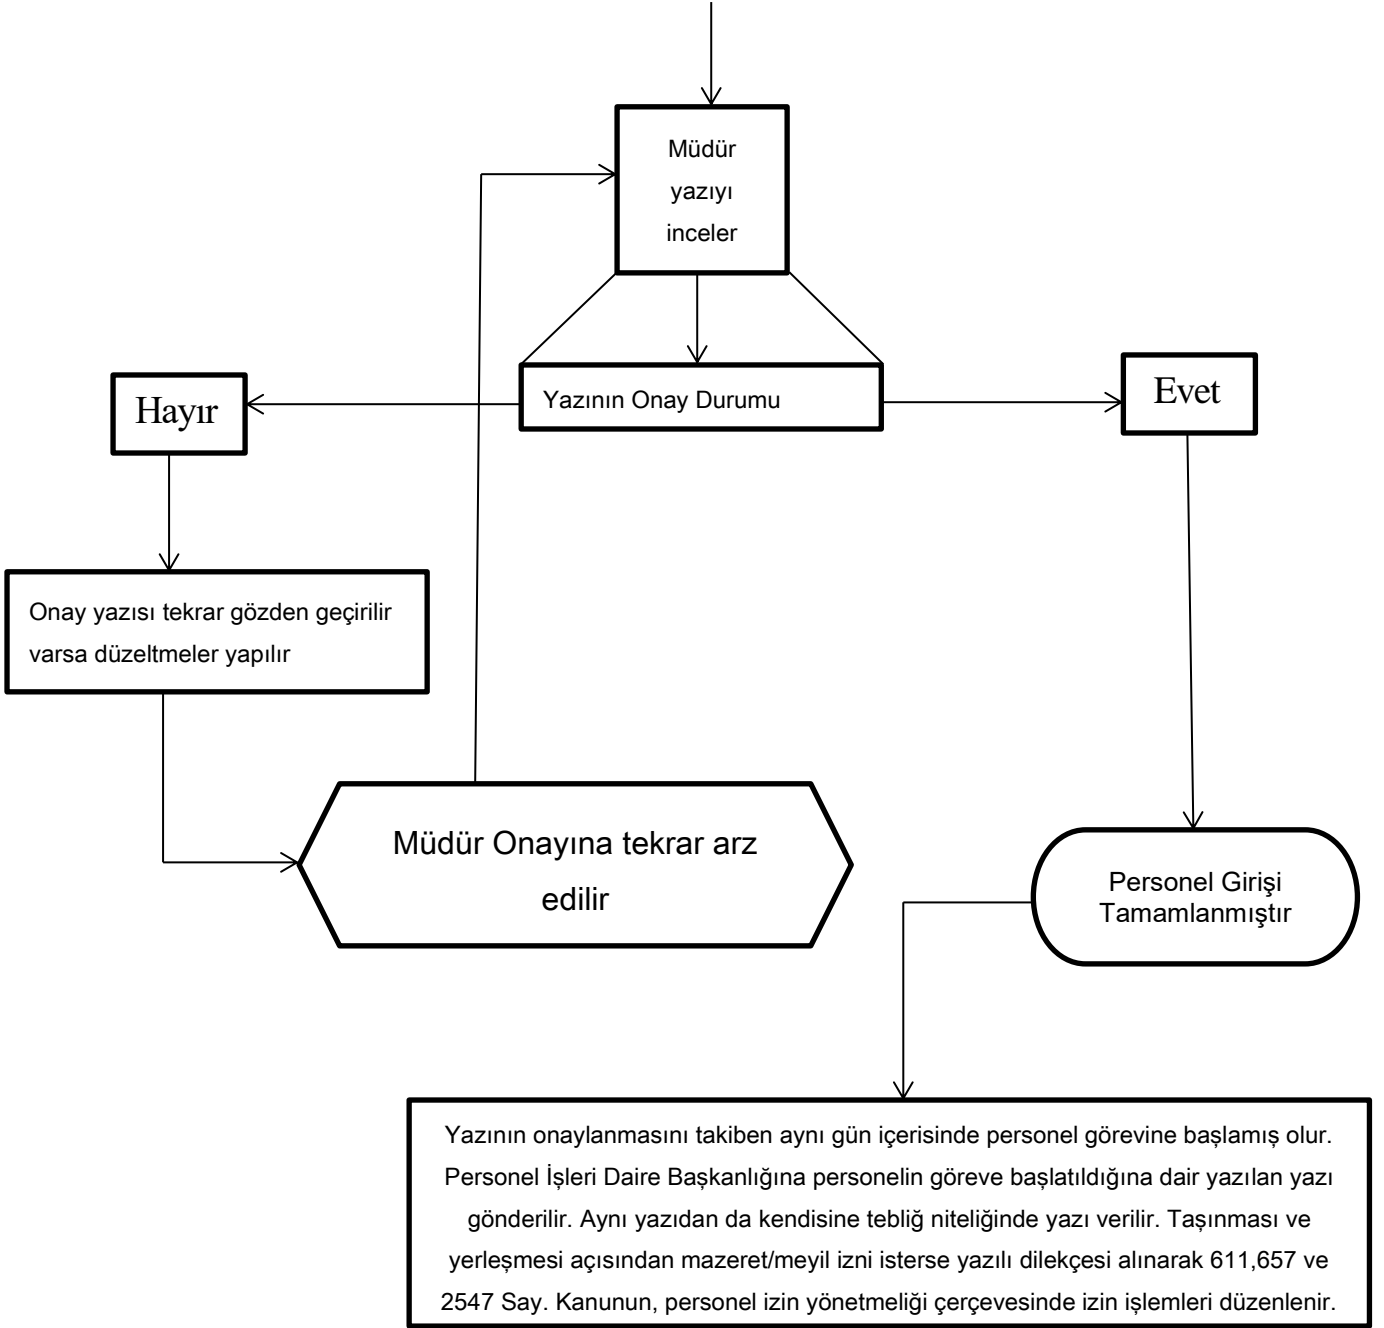 Müdür
yazıyı
inceler
Yazının Onay Durumu
Hayır
Evet
Onay yazısı tekrar gözden geçirilir
varsa düzeltmeler yapılır
Müdür Onayına tekrar arz
edilir
Personel Girişi
Tamamlanmıştır
Yazının onaylanmasını takiben aynı gün içerisinde personel görevine başlamış olur.
Personel İşleri Daire Başkanlığına personelin göreve başlatıldığına dair yazılan yazı
gönderilir. Aynı yazıdan da kendisine tebliğ niteliğinde yazı verilir. Taşınması ve
yerleşmesi açısından mazeret/meyil izni isterse yazılı dilekçesi alınarak 611,657 ve
2547 Say. Kanunun, personel izin yönetmeliği çerçevesinde izin işlemleri düzenlenir.